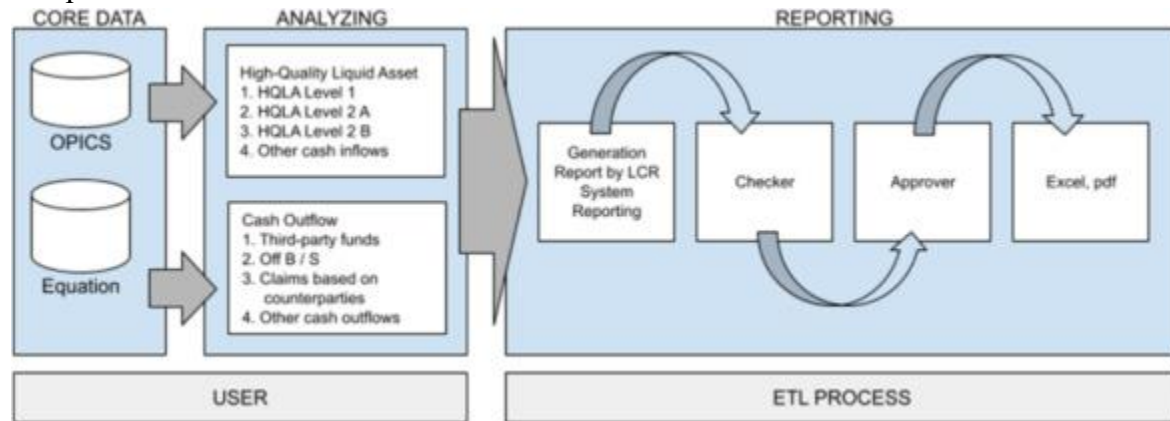 CORE DATA
ANALYZING
REPORTING
OPICS
Equation
High-Quality Liquid Asset
1. HQLA Level 1
2. HQLA Level 2 A
3. HQLA Level 2 B
4. Other cash inflows
Cash Outflow
1. Third-party funds
2. Off B / S
3. Claims based on
counterparties
4. Other cash outflows
Generation
Report by LCR
System
Reporting
Checker
Approver
Excel, pdf
USER
ETL PROCESS